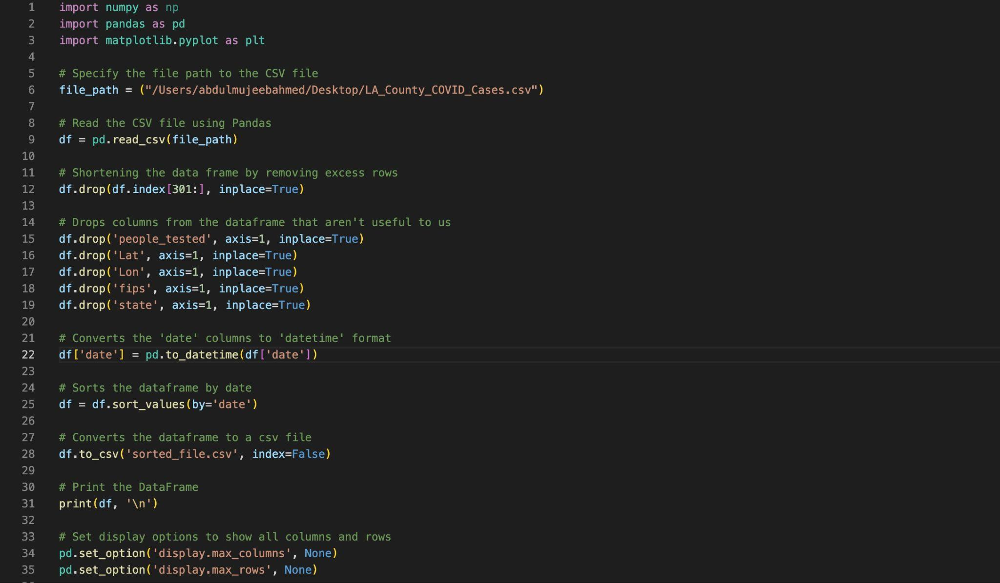 1 import numpy as np
2 import pandas as pd
3 import matplotlib.pyplot as plt
4
5 # Specify the file path to the CSV file
6 file_path = ("/Users/abdulmujeebahmed/Desktop/LA_County_COVID_Cases.csv")
7
8 # Read the CSV file using Pandas
9 df = pd.read_csv(file_path)
10
11 # Shortening the data frame by removing excess rows
12 df.drop(df.index[301:], inplace=True)
13
14 # Drops columns from the dataframe that aren't useful to us
15 df.drop('people_tested', axis=1, inplace=True)
16 df.drop('Lat', axis=1, inplace=True)
17 df.drop('Lon', axis=1, inplace=True)
18 df.drop('fips', axis=1, inplace=True)
19 df.drop('state', axis=1, inplace=True)
20
21 # Converts the 'date' columns to 'datetime' format
22 df['date'] = pd.to_datetime(df['date'])
23
24 # Sorts the dataframe by date
25 df = df.sort_values(by='date')
26
27 # Converts the dataframe to a csv file
28 df.to_csv('sorted_file.csv', index=False)
29
30 # Print the DataFrame
31 print(df, '\n')
32
33 # Set display options to show all columns and rows
34 pd.set_option('display.max_columns', None)
35 pd.set_option('display.max_rows', None)